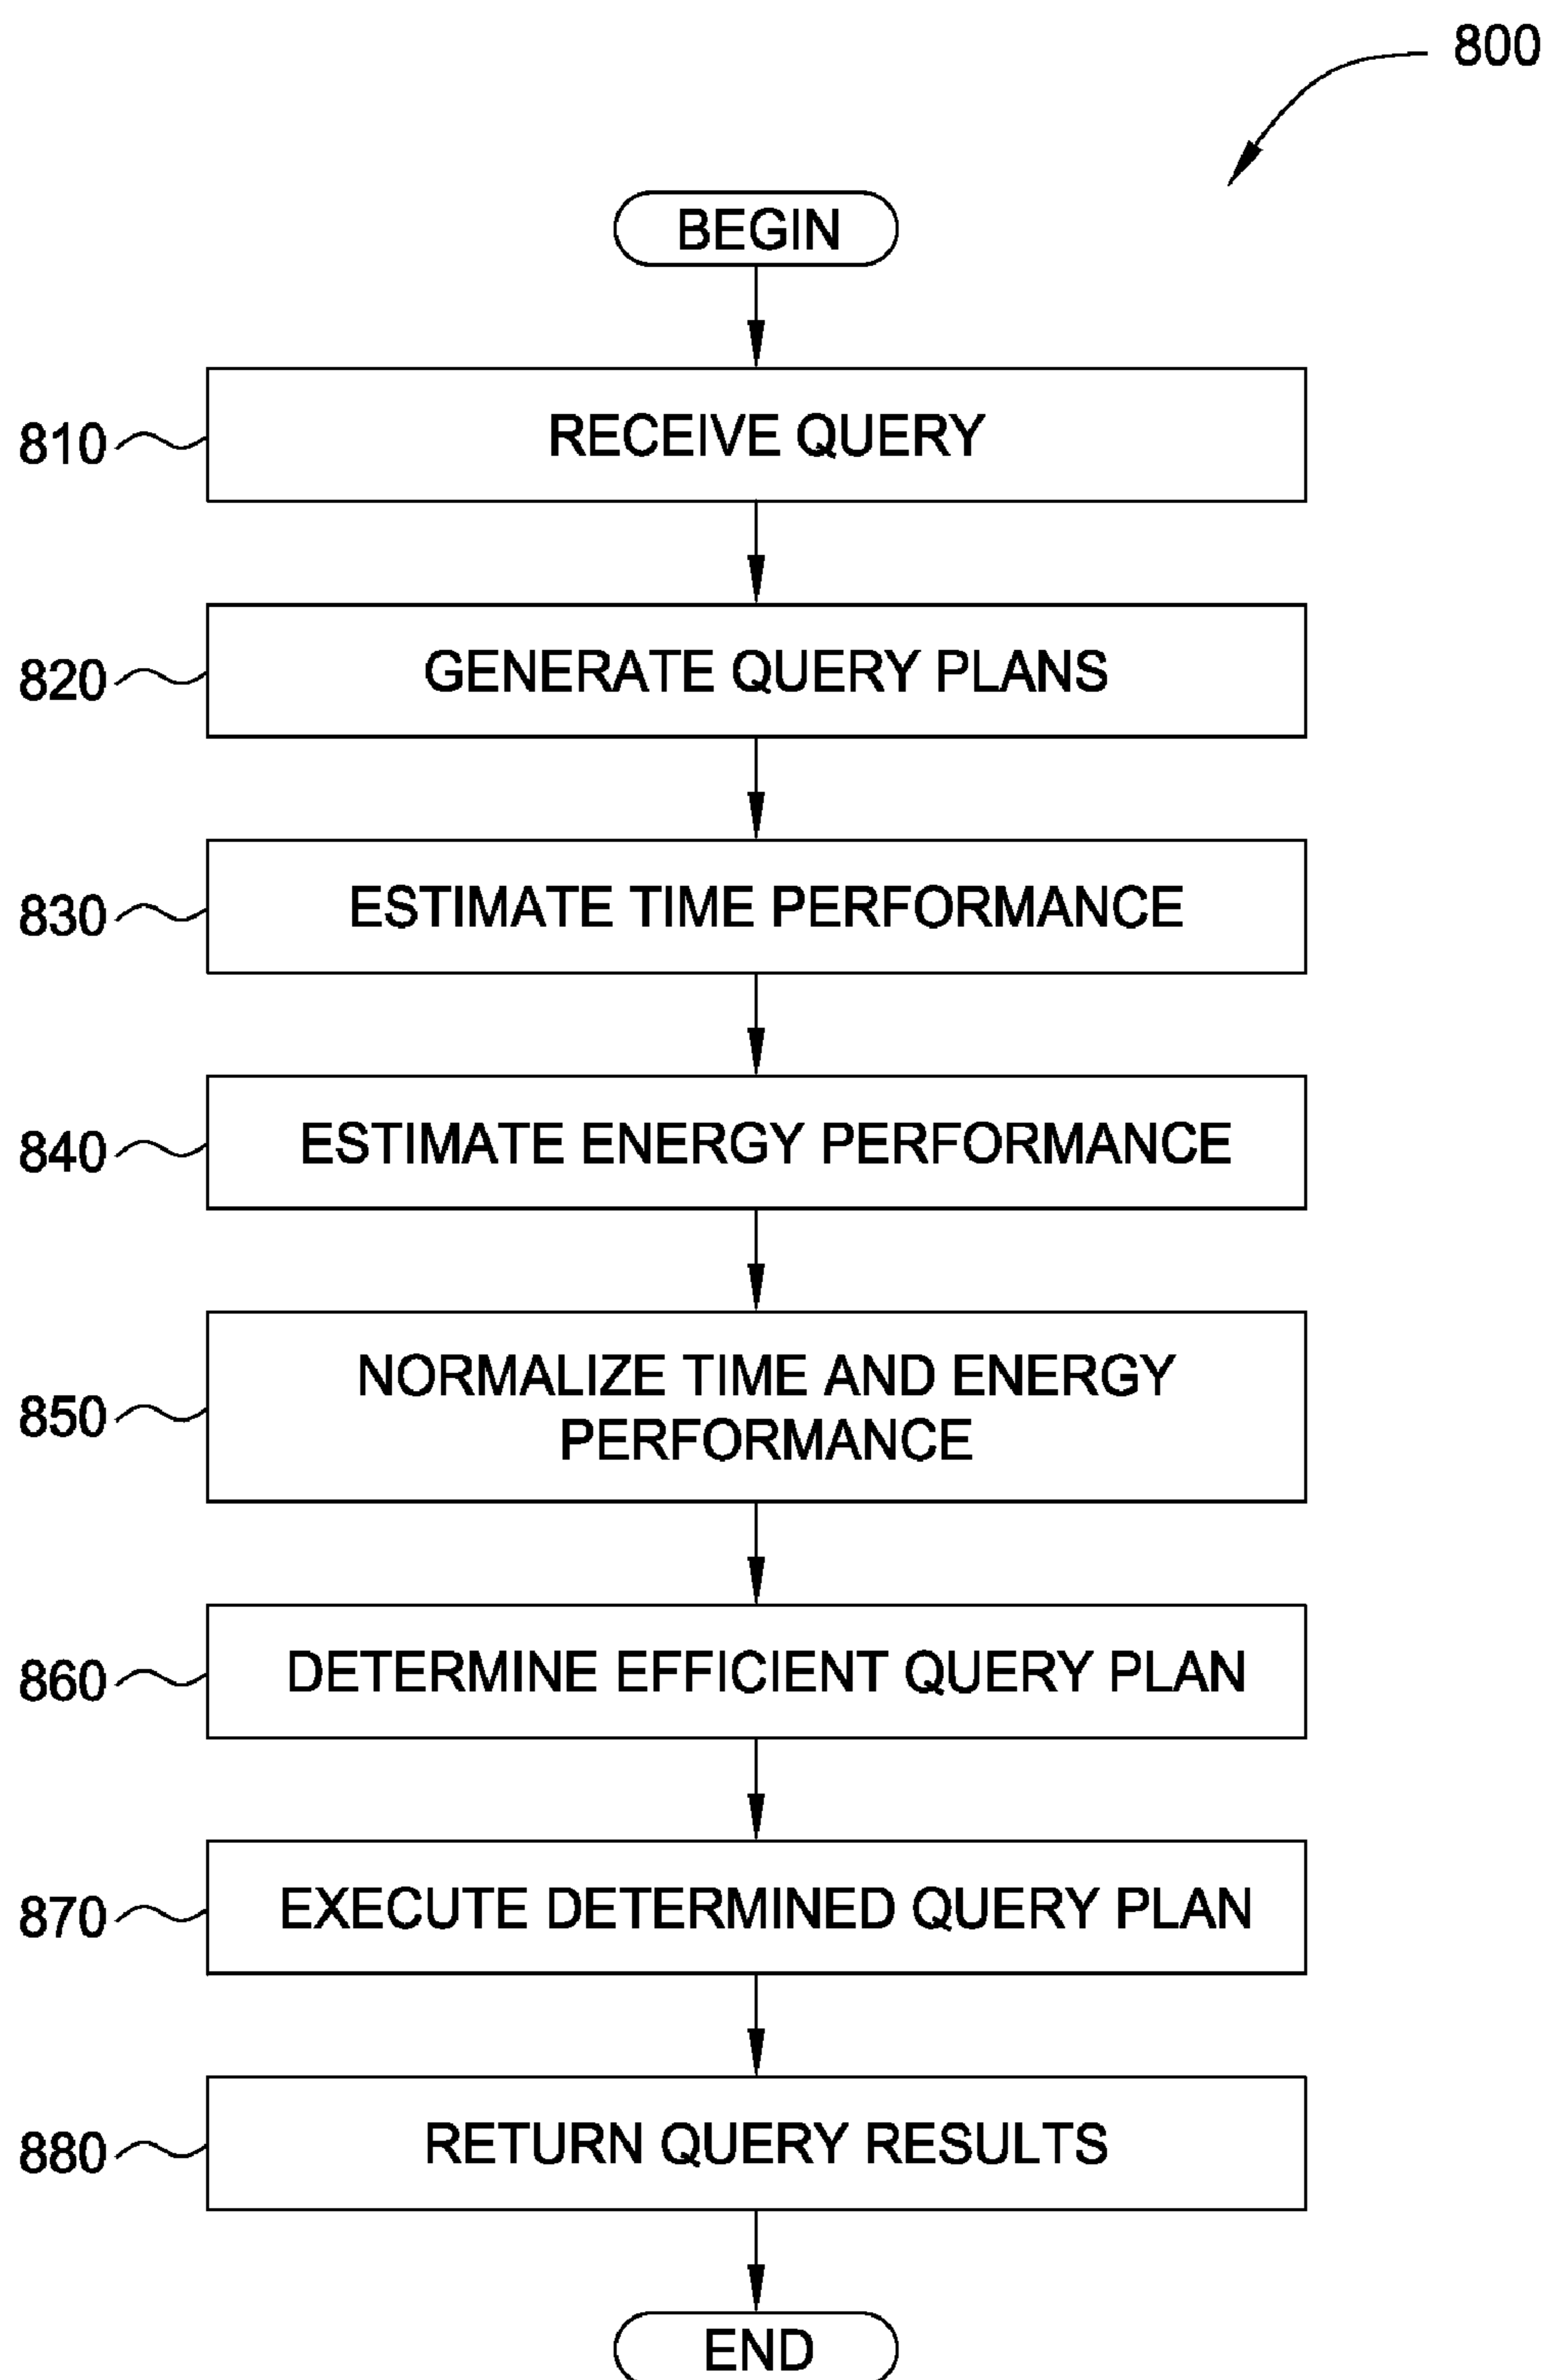 800
BEGIN
810
RECEIVE QUERY
820
GENERATE QUERY PLANS
830
ESTIMATE TIME PERFORMANCE
840
ESTIMATE ENERGY PERFORMANCE
850
NORMALIZE TIME AND ENERGY
PERFORMANCE
860
DETERMINE EFFICIENT QUERY PLAN
870
EXECUTE DETERMINED QUERY PLAN
880
RETURN QUERY RESULTS
END